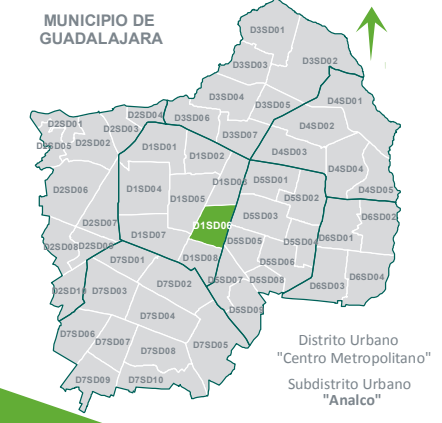 MUNICIPIO DE
GUADALAJARA
D3SD01
D3SD02
D3SD03
D3SD04
D3SD05
D3SD06
D3SD07
D2SD01
D2SD02
D2SD03
D2SD04
D2SD05
D2SD06
D2SD07
D2SD08
D2SD10
D1SD01
D1SD02
D1SD04
D1SD05
D1SD06
D1SD07
D1SD08
D4SD01
D4SD02
D4SD03
D4SD04
D4SD05
D5SD01
D5SD02
D5SD03
D5SD04
D5SD05
D5SD06
D5SD07
D5SD08
D5SD09
D6SD01
D6SD02
D6SD03
D6SD04
D7SD01
D7SD02
D7SD03
D7SD04
D7SD05
D7SD06
D7SD07
D7SD08
D7SD09
D7SD10
Distrito Urbano
"Centro Metropolitano"
Subdistrito Urbano
"Analco"